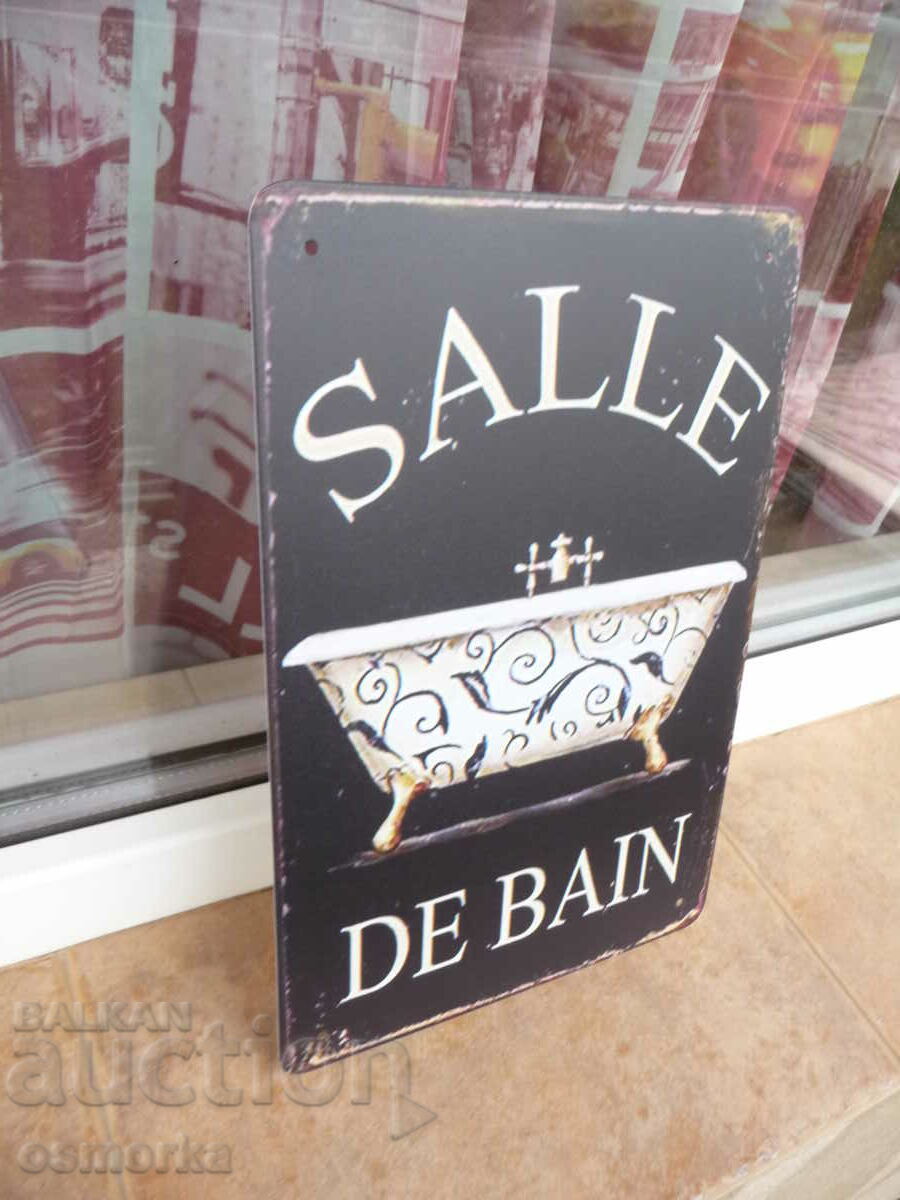 SALLE
DE BAIN
BALKAN
auction
osmorka